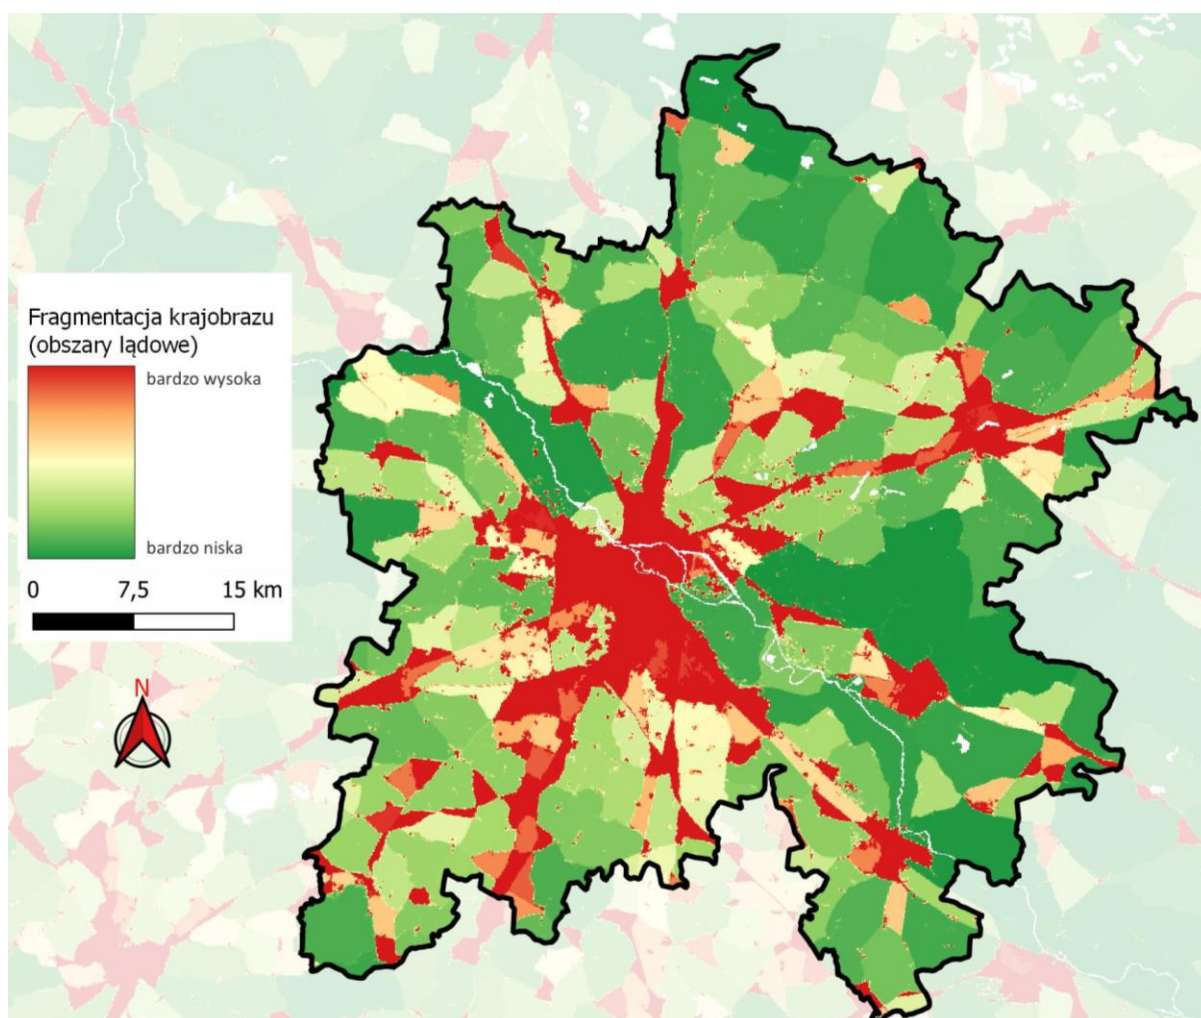 Fragmentacja krajobrazu
(obszary lądowe)
bardzo wysoka
bardzo niska
0 7,5 15 km
N